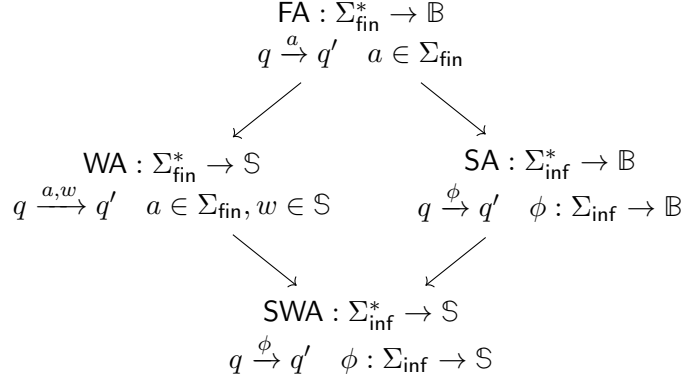 FA : Σ*_fin → 𝔹
q →^a q′ a ∈ Σ_fin
WA : Σ*_fin → 𝕊
q →^{a,w} q′ a ∈ Σ_fin, w ∈ 𝕊
SA : Σ*_inf → 𝔹
q →^ϕ q′ ϕ : Σ_inf → 𝔹
SWA : Σ*_inf → 𝕊
q →^ϕ q′ ϕ : Σ_inf → 𝕊